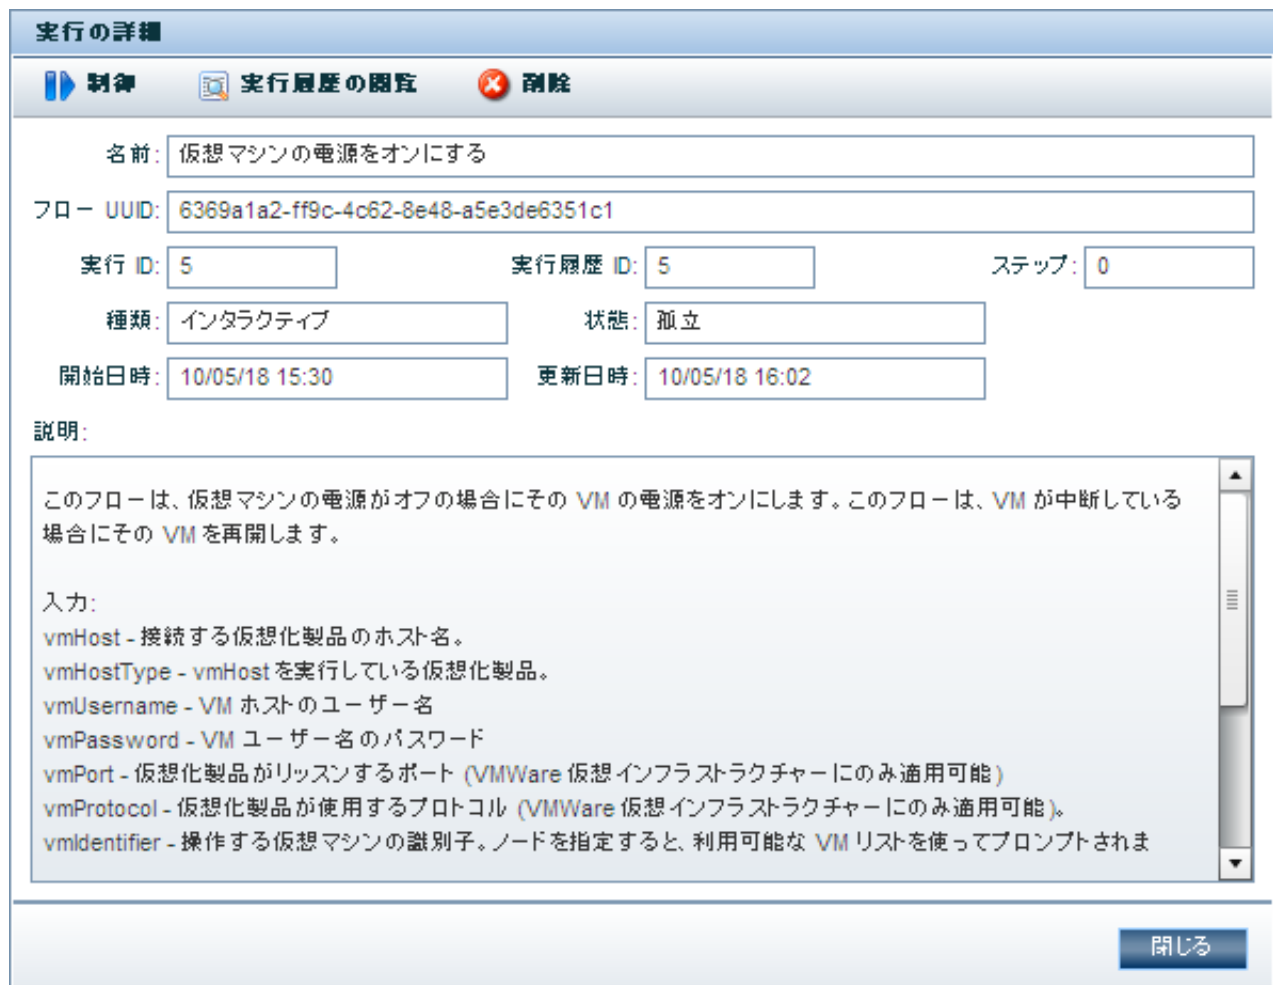 実行の詳細
制御 実行履歴の閲覧 削除
名前: 仮想マシンの電源をオンにする
フロー UUID: 6369a1a2-ff9c-4c62-8e48-a5e3de6351c1
実行 ID: 5 実行履歴 ID: 5 ステップ: 0
種類: インタラクティブ 状態: 孤立
開始日時: 10/05/18 15:30 更新日時: 10/05/18 16:02
説明:
このフローは、仮想マシンの電源がオフの場合にその VM の電源をオンにします。このフローは、VM が中断している
場合にその VM を再開します。
入力:
vmHost - 接続する仮想化製品のホスト名。
vmHostType - vmHost を実行している仮想化製品。
vmUsername - VM ホストのユーザー名
vmPassword - VM ユーザー名のパスワード
vmPort - 仮想化製品がリッスンするポート (VMWare 仮想インフラストラクチャーにのみ適用可能)
vmProtocol - 仮想化製品が使用するプロトコル (VMWare 仮想インフラストラクチャーにのみ適用可能)。
vmIdentifier - 操作する仮想マシンの識別子。ノードを指定すると、利用可能な VM リストを使ってプロンプトされま
閉じる